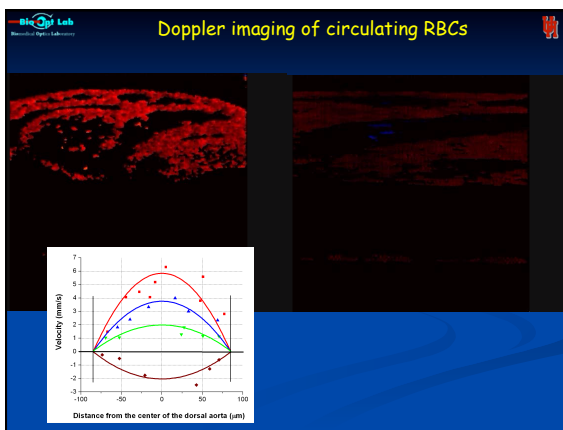 Bio Opt Lab
Biomedical Optics Laboratory
Doppler imaging of circulating RBCs
UH
Velocity (mm/s)
7
6
5
4
3
2
1
0
-1
-2
-3
-100
-50
0
50
100
Distance from the center of the dorsal aorta (µm)